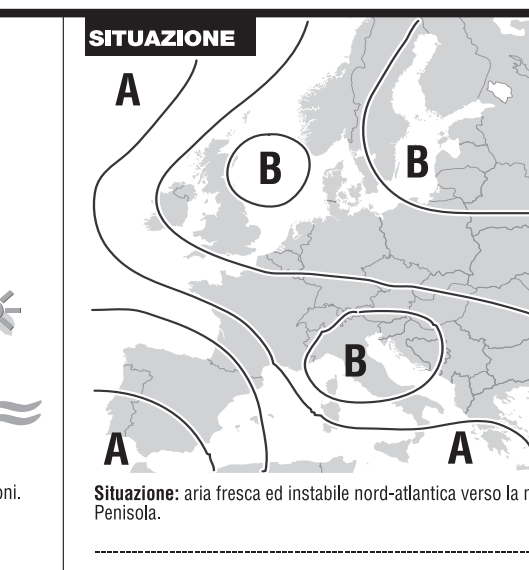 SITUAZIONE
A
B
B
B
A
A
oni.
Situazione: aria fresca ed instabile nord-atlantica verso la
Penisola.